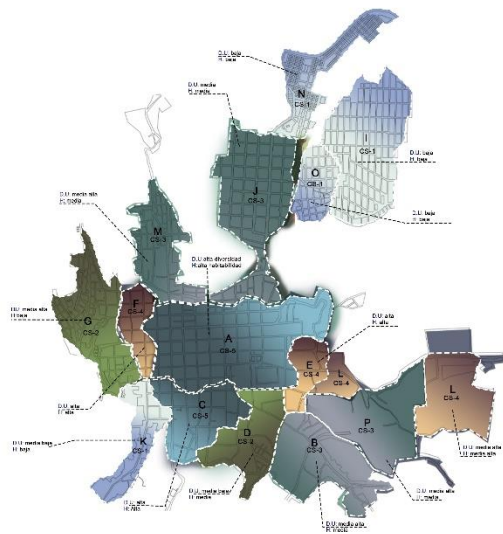 D.U: baja
H: baja
N
CS-1
D.U: media
H: media
I
CS-1
D.U: baja
H: baja
O
CS-1
J
CS-3
D.U: baja
H: baja
D.U: media alta
H: media
M
CS-3
D.U alta diversidad
H: alta habitabilidad
G
CS-2
D.U: media alta
H: baja
F
CS-4
A
CS-5
D.U: alta
H: alta
E
CS-4
L
CS-4
L
CS-4
D.U: alta
H: alta
C
CS-5
D
P
CS-3
D.U: media alta
H: media alta
D.U: media baja
H: baja
K
CS-1
B
CS-3
D.U: media baja
H: media
D.U: alta
H: Alta
D.U: media alta
H: media
D.U: media alta